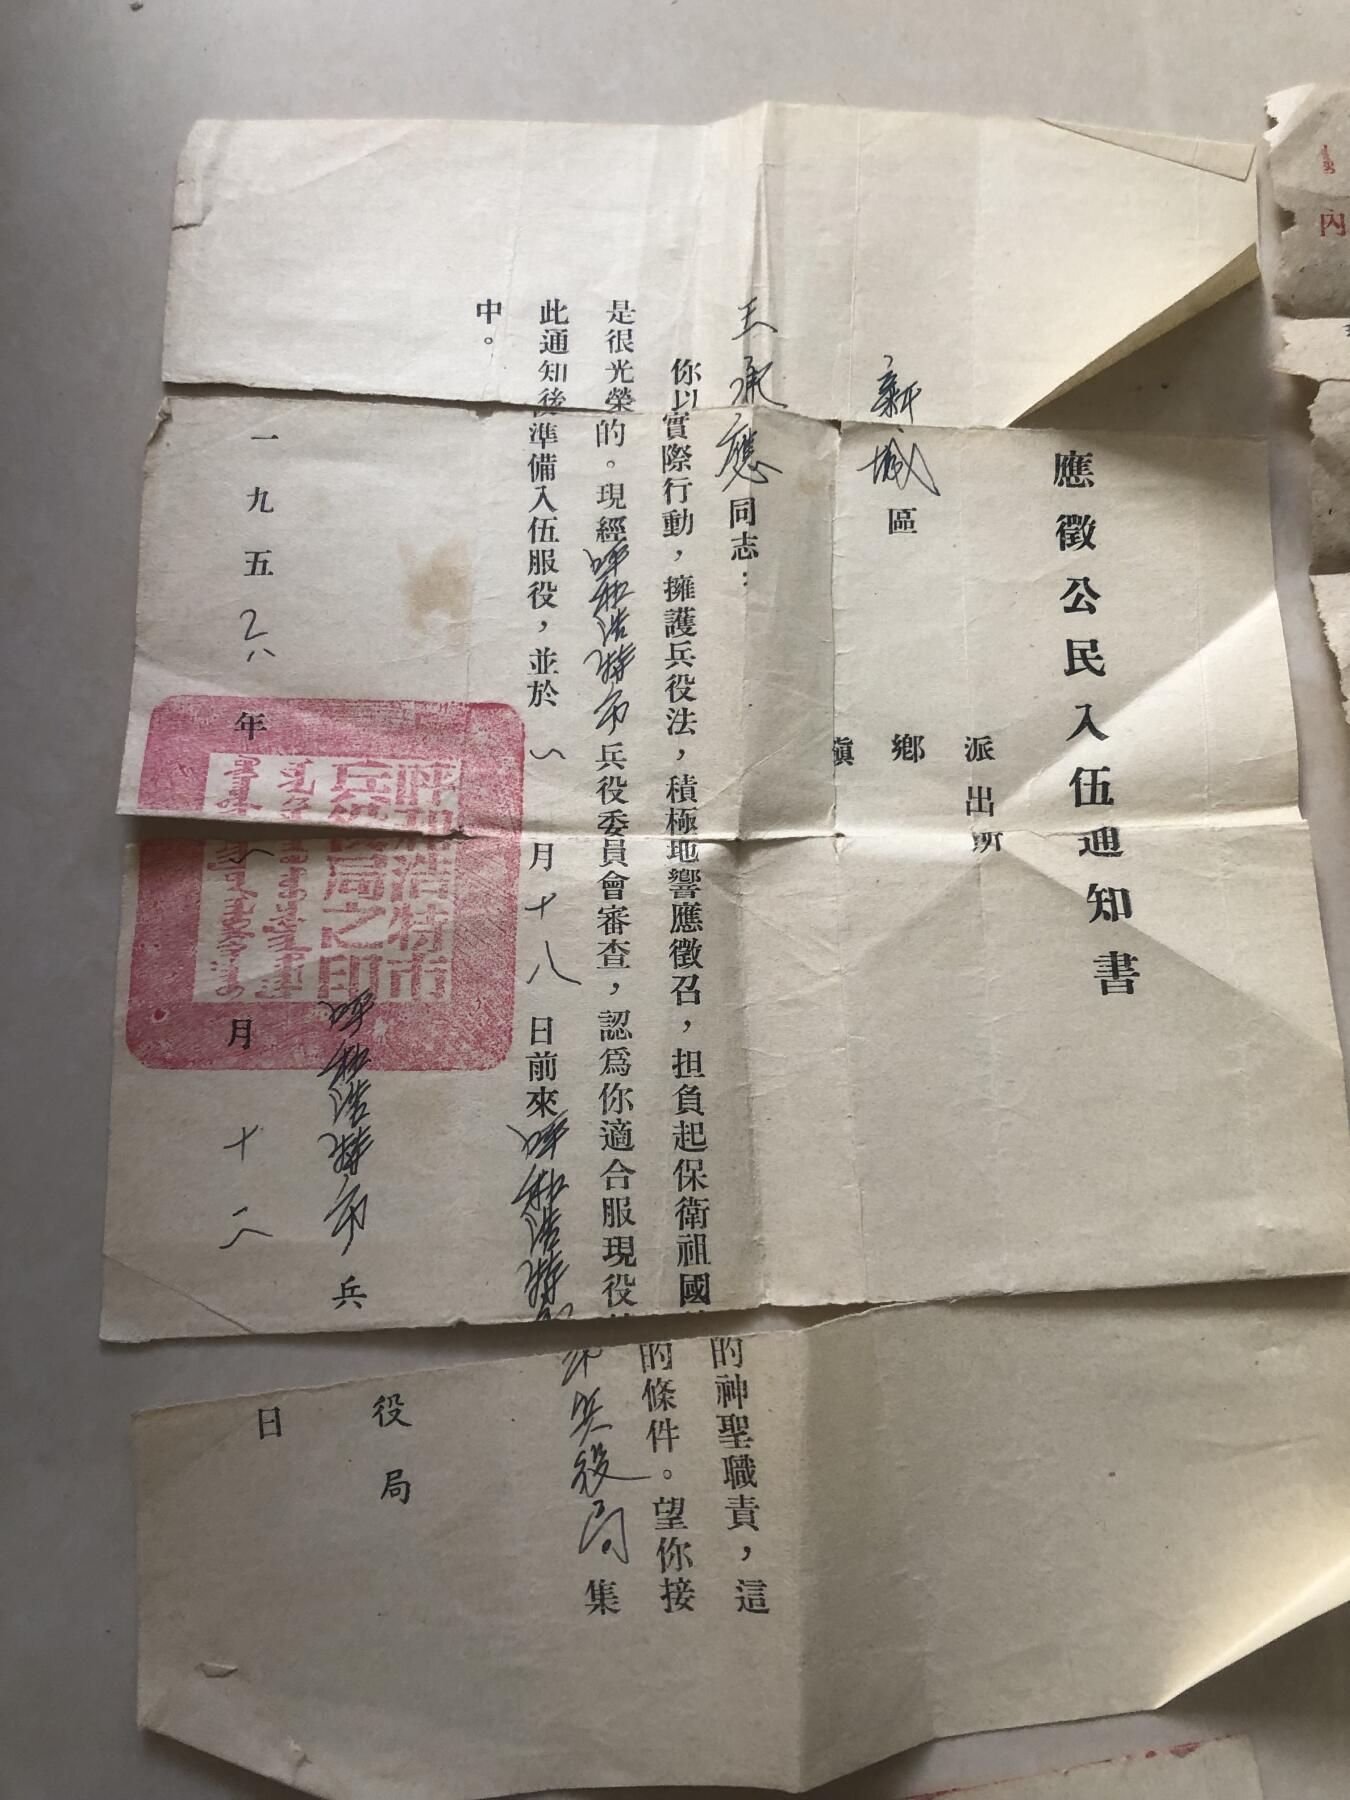 應徵公民入伍通知書
派出所
新城區 鄉
鎮
王承應同志：
你以實際行動，擁護兵役法，積極地響應徵召，担負起保衛祖國的神聖職責，這
是很光榮的。現經呼和浩特市兵役委員會審查，認爲你適合服現役的條件。望你接
此通知後準備入伍服役，並於一月十八日前來呼和浩特市兵役局集
中。
呼和浩特市兵役局
一九五六年一月十二日
呼和浩特市
兵役局之印
內